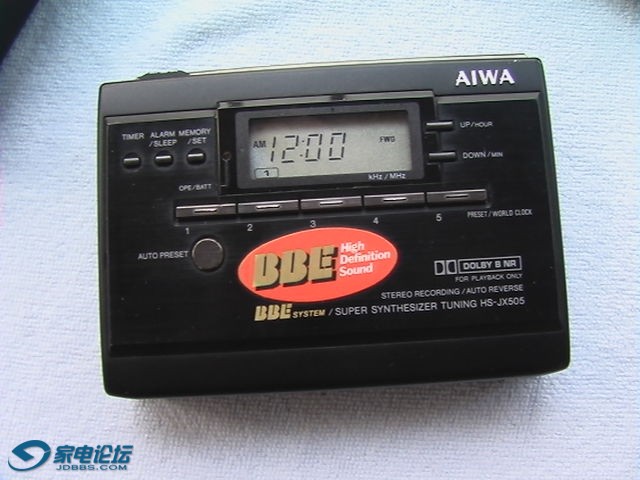 AIWA
TIMER
ALARM /SLEEP
MEMORY /SET
AM 12:00 FWG
1
kHz / MHz
UP/HOUR
DOWN/MIN
OPE/BATT
1 2 3 4 5
PRESET/WORLD CLOCK
AUTO PRESET
BBE High Definition Sound
DOLBY B NR
FOR PLAYBACK ONLY
STEREO RECORDING/AUTO REVERSE
BBE SYSTEM / SUPER SYNTHESIZER TUNING HS-JX505
家电论坛
JDBBS.COM